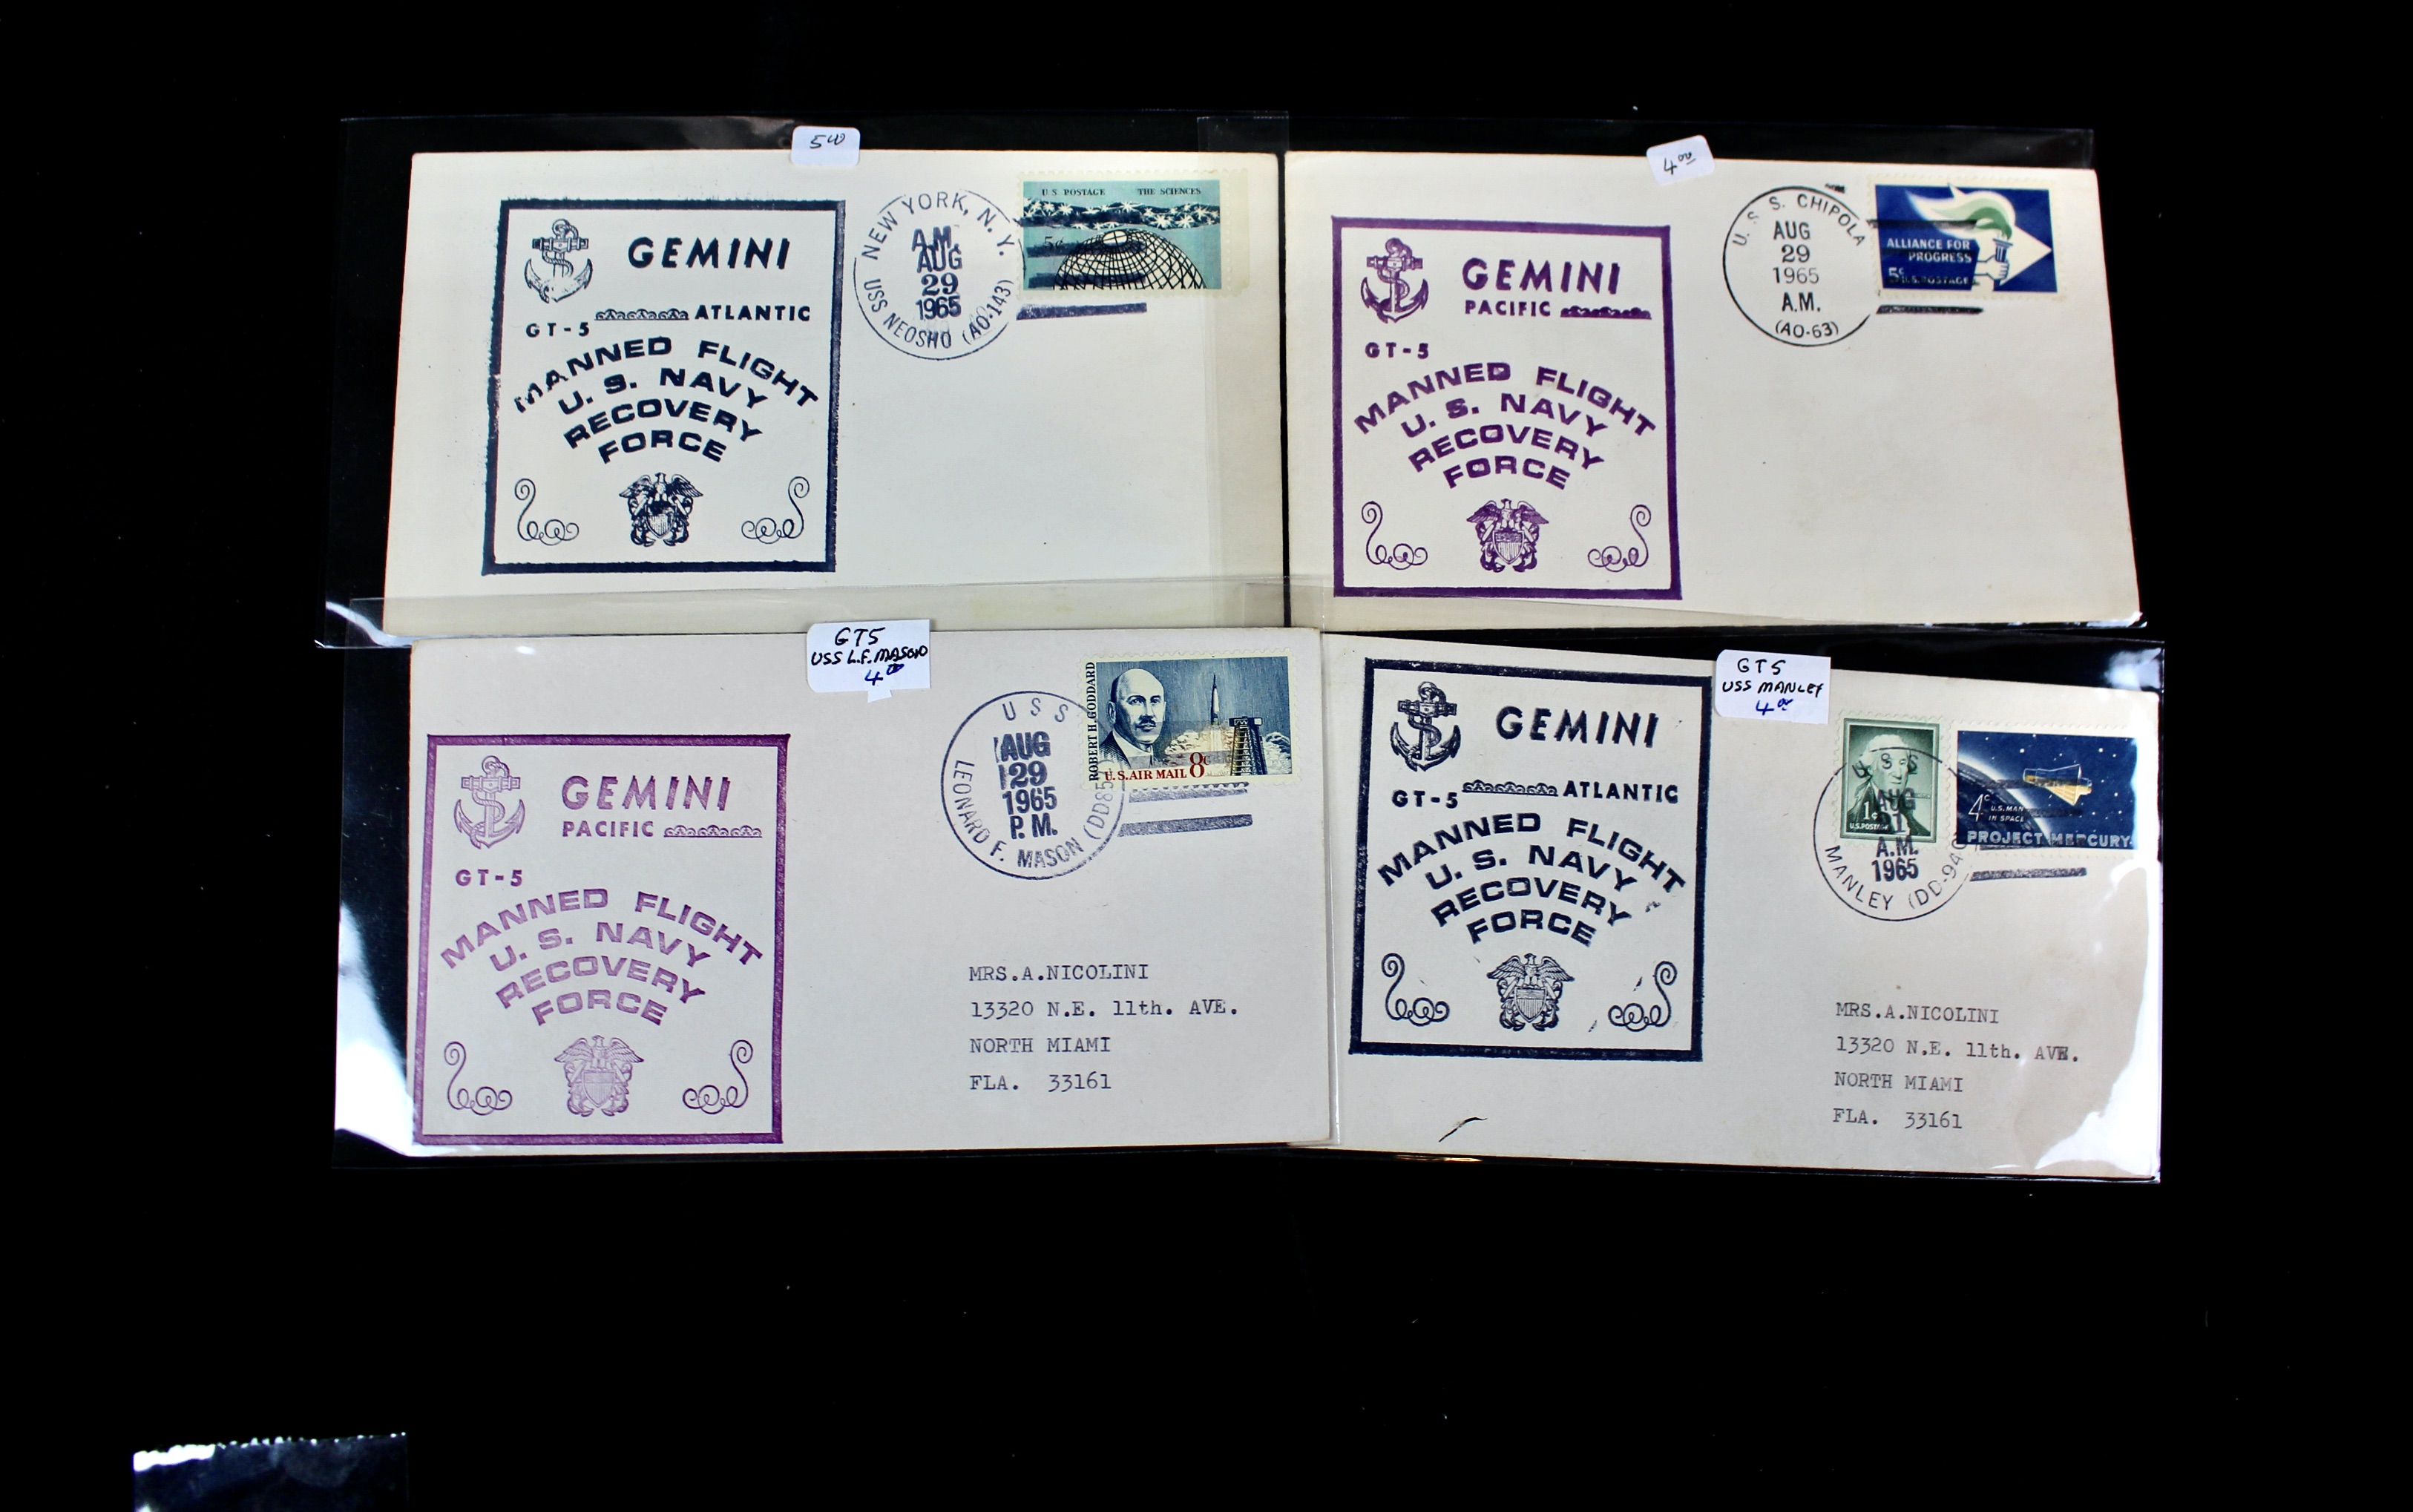 5 00
GEMINI
GT-5 ATLANTIC
MANNED FLIGHT
U. S. NAVY
RECOVERY
FORCE
NEW YORK, N. Y.
A.M.
AUG
29
1965
USS NEOSHO (AO-143)
U.S. POSTAGE THE SCIENCES
5¢
4 00
GEMINI
PACIFIC
GT-5
MANNED FLIGHT
U. S. NAVY
RECOVERY
FORCE
U. S. S. CHIPOLA
AUG
29
1965
A.M.
(AO-63)
ALLIANCE FOR
PROGRESS
5¢ U.S. POSTAGE
GT5
USS L.F. MASON
4 00
GEMINI
PACIFIC
GT-5
MANNED FLIGHT
U. S. NAVY
RECOVERY
FORCE
USS
AUG
29
1965
P. M.
LEONARD F. MASON (DD85
ROBERT H. GODDARD
U.S. AIR MAIL 8¢
MRS.A.NICOLINI
13320 N.E. 11th. AVE.
NORTH MIAMI
FLA. 33161
GT5
USS MANLEY
4 00
GEMINI
GT-5 ATLANTIC
MANNED FLIGHT
U. S. NAVY
RECOVERY
FORCE
USS
AUG
A.M.
1965
MANLEY (DD-940
1¢
U.S. POSTAGE
4¢ U.S. MAN
IN SPACE
PROJECT MERCURY
MRS.A.NICOLINI
13320 N.E. 11th. AVE.
NORTH MIAMI
FLA. 33161